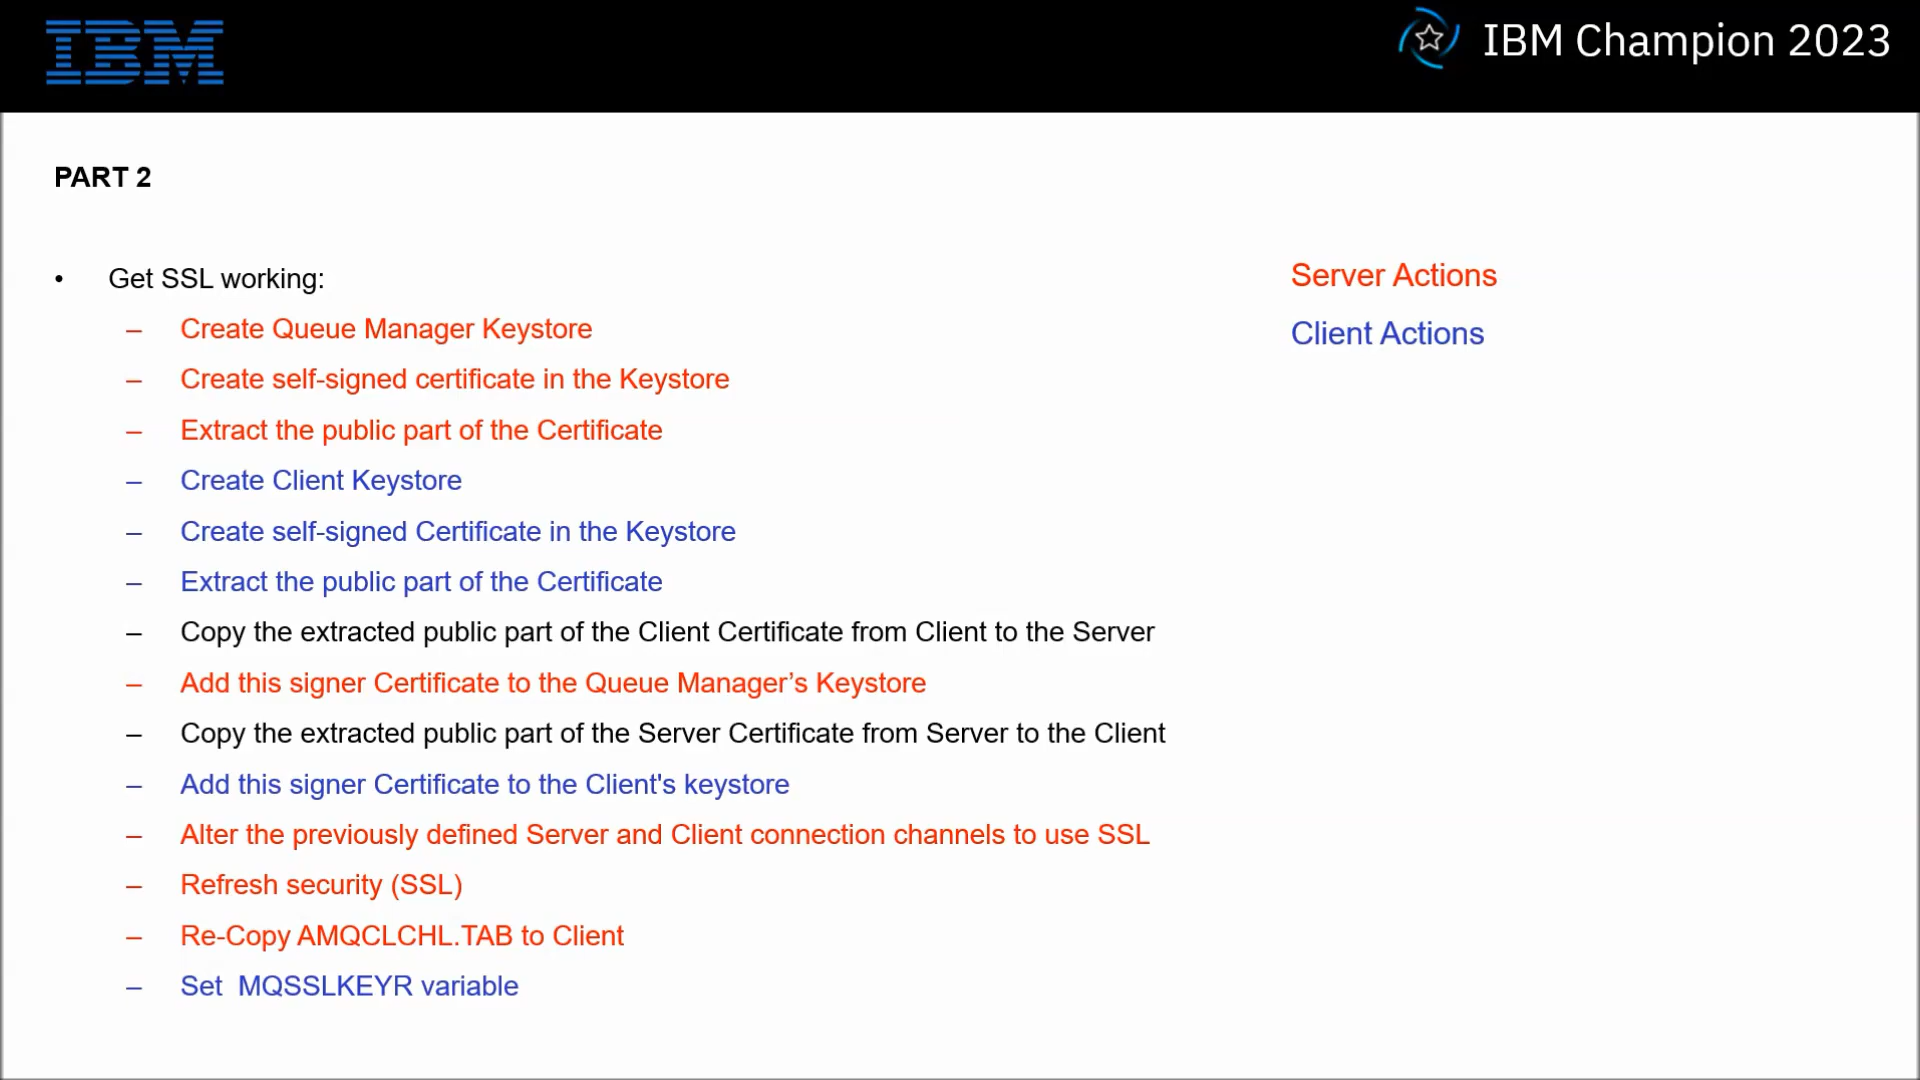 IBM
IBM Champion 2023
PART 2
• Get SSL working:
– Create Queue Manager Keystore
– Create self-signed certificate in the Keystore
– Extract the public part of the Certificate
– Create Client Keystore
– Create self-signed Certificate in the Keystore
– Extract the public part of the Certificate
– Copy the extracted public part of the Client Certificate from Client to the Server
– Add this signer Certificate to the Queue Manager’s Keystore
– Copy the extracted public part of the Server Certificate from Server to the Client
– Add this signer Certificate to the Client's keystore
– Alter the previously defined Server and Client connection channels to use SSL
– Refresh security (SSL)
– Re-Copy AMQCLCHL.TAB to Client
– Set  MQSSLKEYR variable
Server Actions
Client Actions